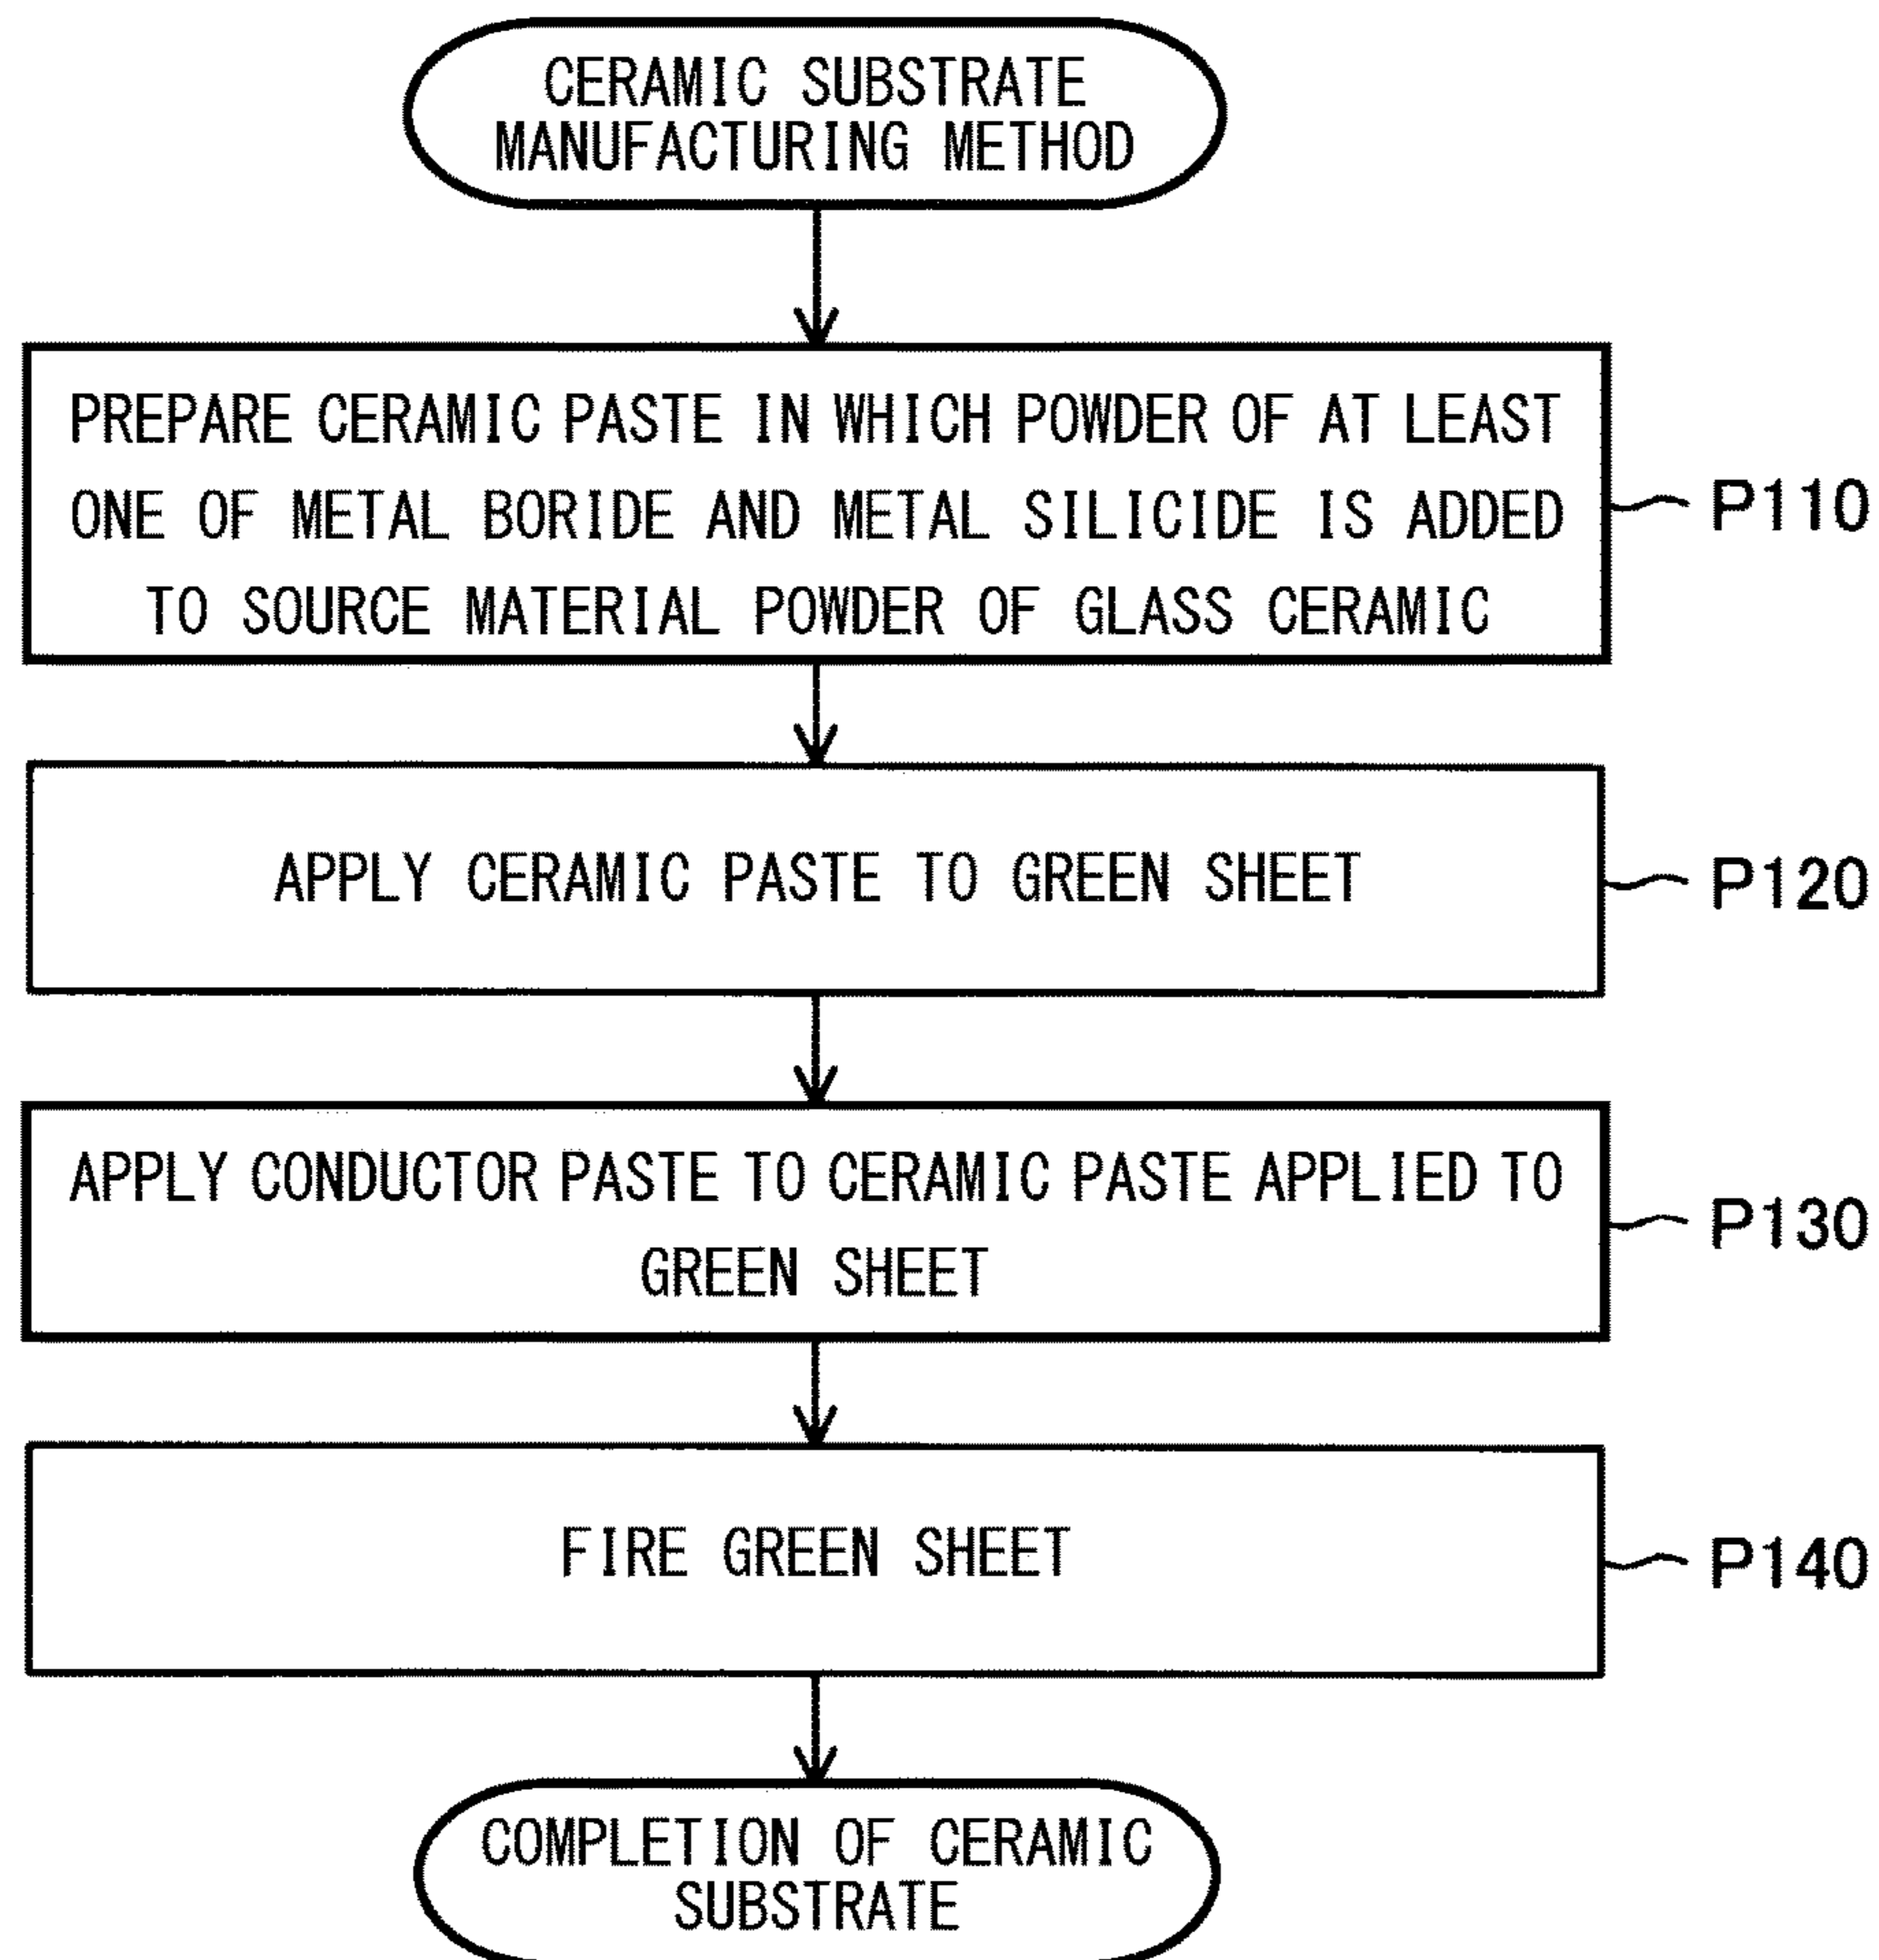 CERAMIC SUBSTRATE
MANUFACTURING METHOD
PREPARE CERAMIC PASTE IN WHICH POWDER OF AT LEAST
ONE OF METAL BORIDE AND METAL SILICIDE IS ADDED
TO SOURCE MATERIAL POWDER OF GLASS CERAMIC
P110
APPLY CERAMIC PASTE TO GREEN SHEET
P120
APPLY CONDUCTOR PASTE TO CERAMIC PASTE APPLIED TO
GREEN SHEET
P130
FIRE GREEN SHEET
P140
COMPLETION OF CERAMIC
SUBSTRATE